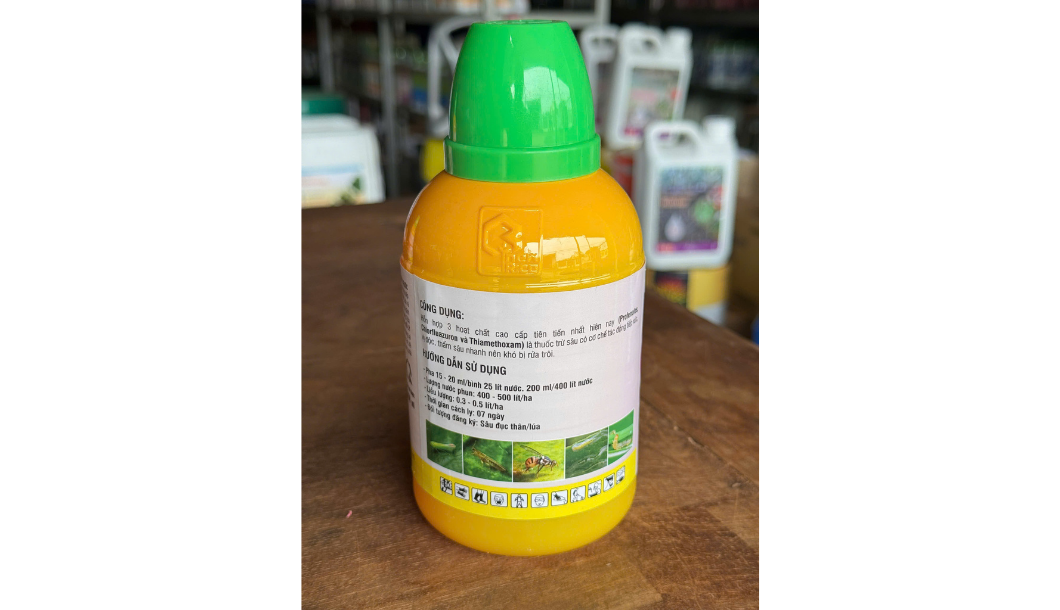 CÔNG DỤNG:
hợp 3 hoạt chất cao cấp tiên tiến nhất hiện nay (Profenofos,
Chlorfluazuron và Thiamethoxam) là thuốc trừ sâu có cơ chế tác động tiếp xúc,
vị độc, thấm sâu nhanh nên khó bị rửa trôi.
HƯỚNG DẪN SỬ DỤNG
- Pha 15 - 20 ml/bình 25 lít nước. 200 ml/400 lít nước
- Lượng nước phun: 400 - 500 lít/ha
- Liều lượng: 0.3 - 0.5 lít/ha
- Thời gian cách ly: 07 ngày
- Đối tượng đăng ký: Sâu đục thân/lúa